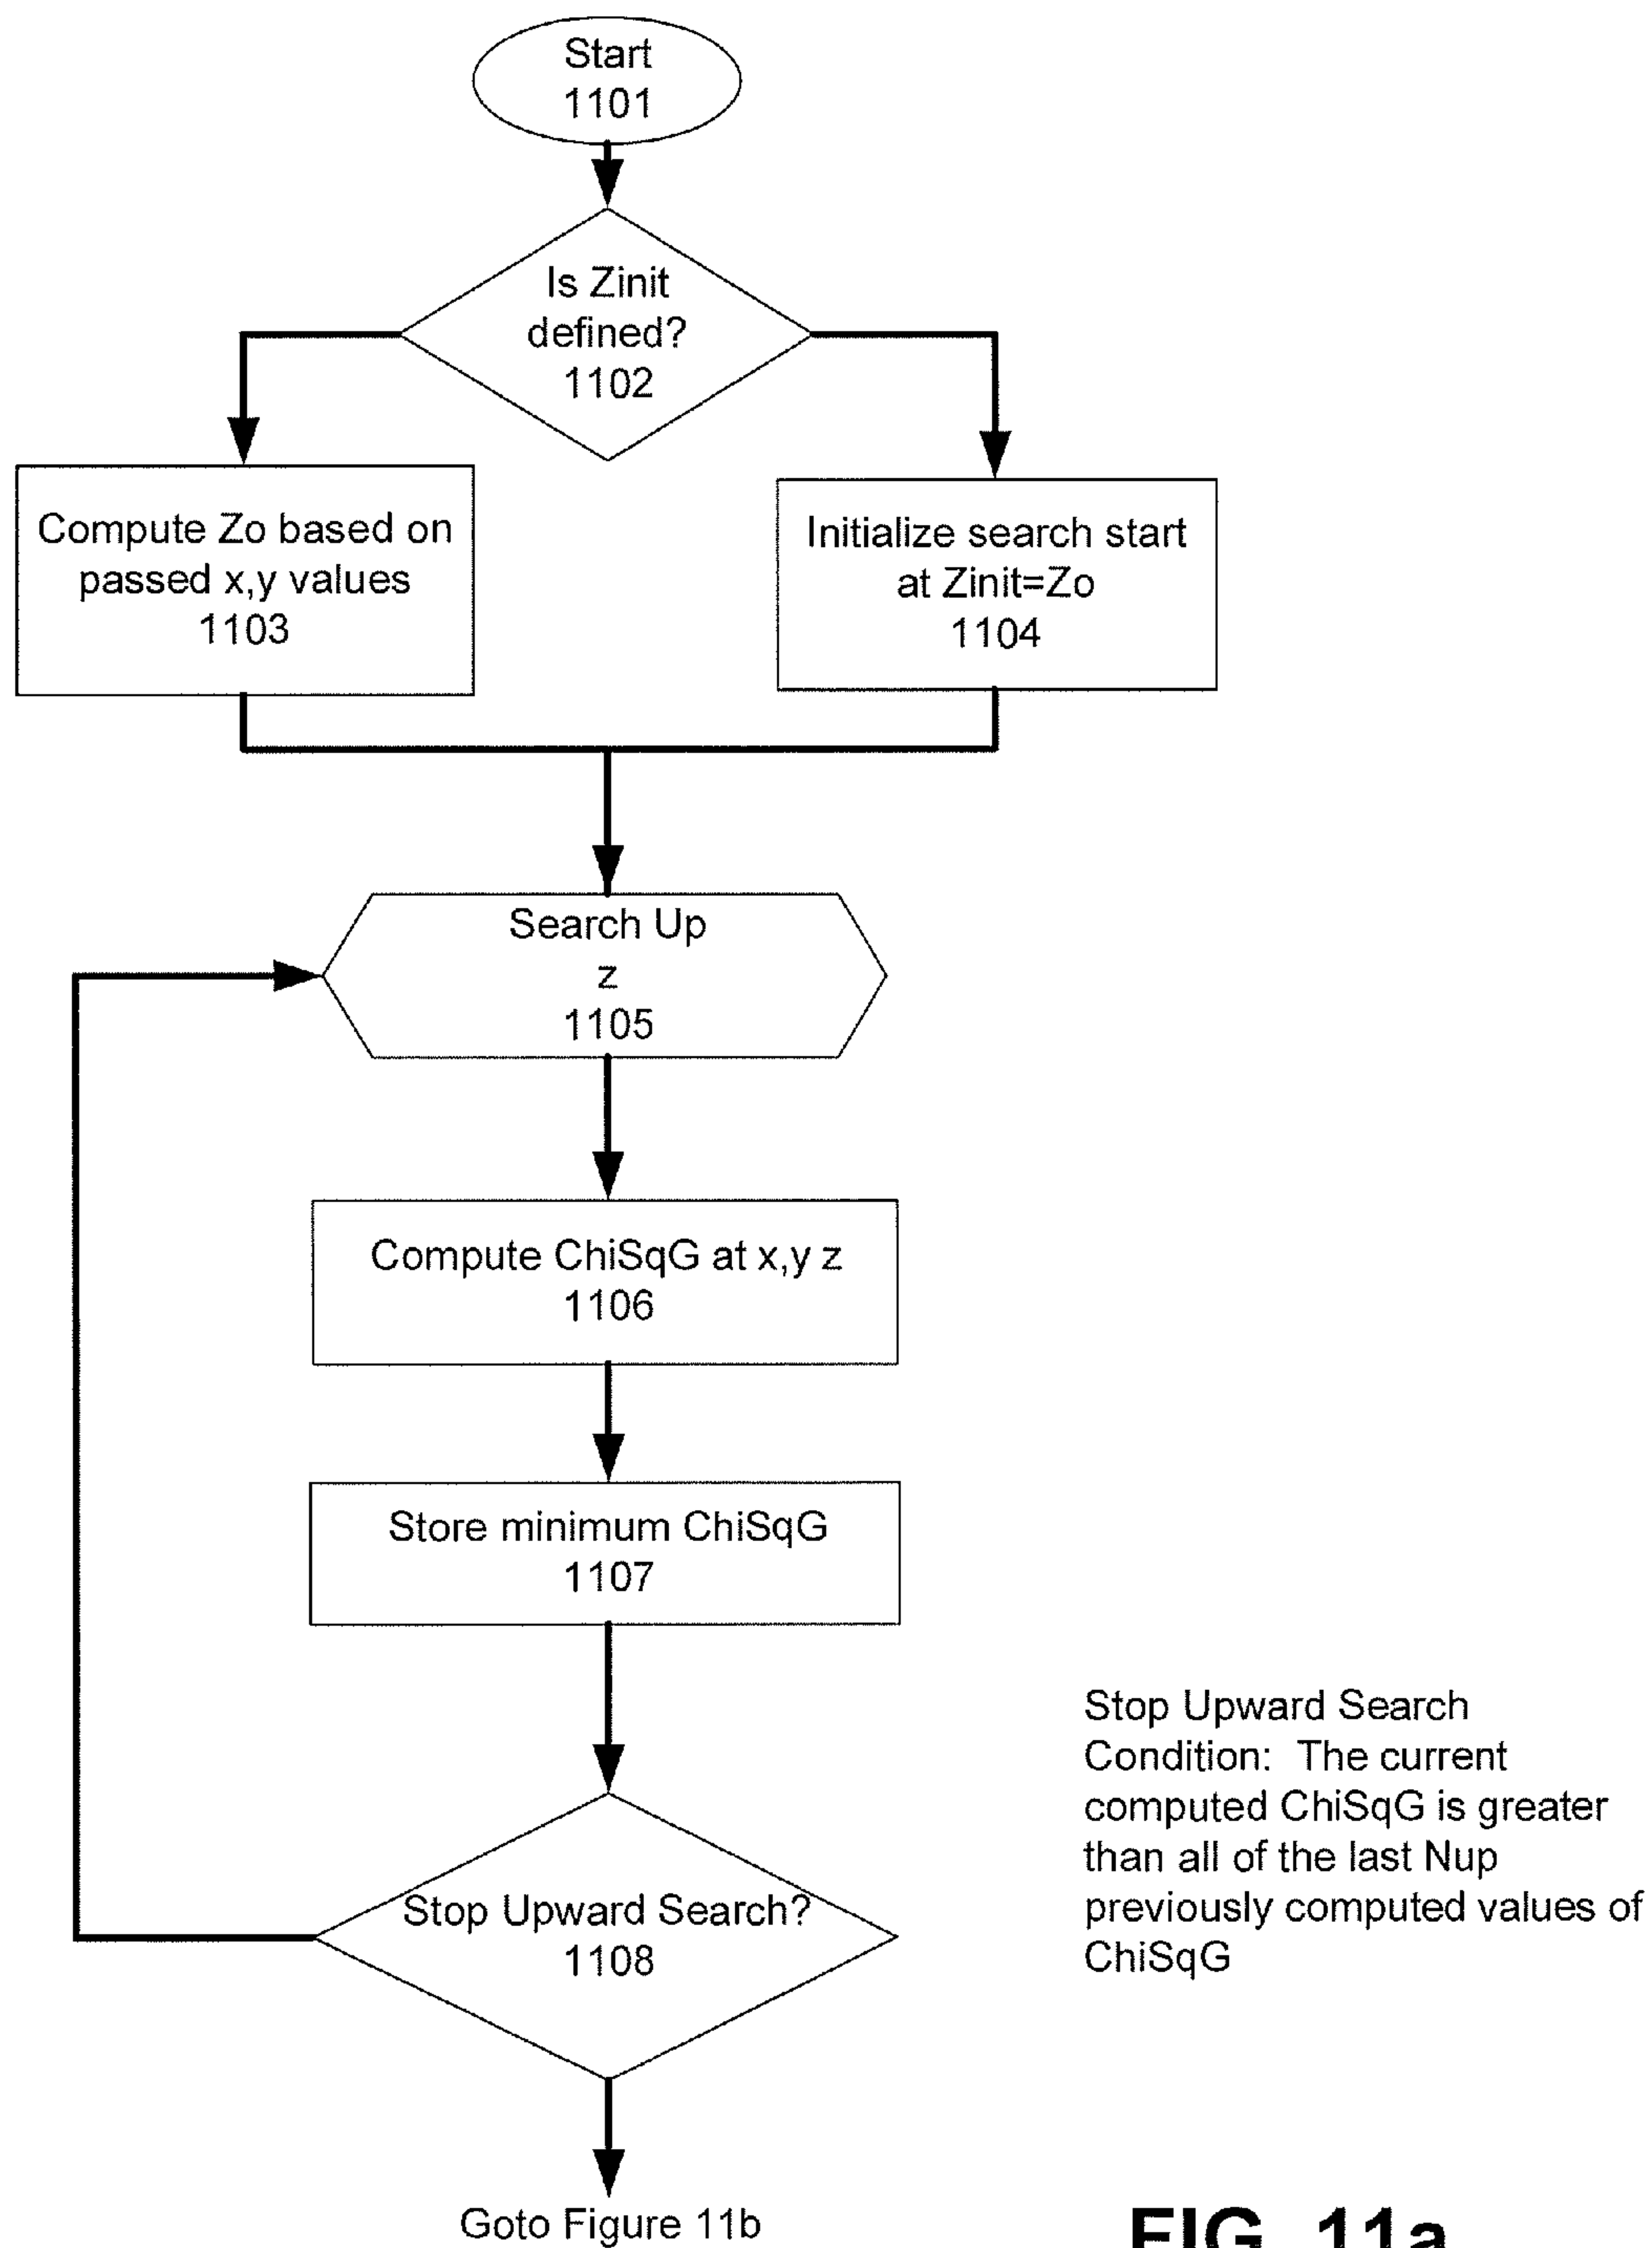 Start
1101
Is Zinit
defined?
1102
Compute Zo based on
passed x,y values
1103
Initialize search start
at Zinit=Zo
1104
Search Up
z
1105
Compute ChiSqG at x,y z
1106
Store minimum ChiSqG
1107
Stop Upward Search?
1108
Stop Upward Search
Condition:  The current
computed ChiSqG is greater
than all of the last Nup
previously computed values of
ChiSqG
Goto Figure 11b
FIG. 11a